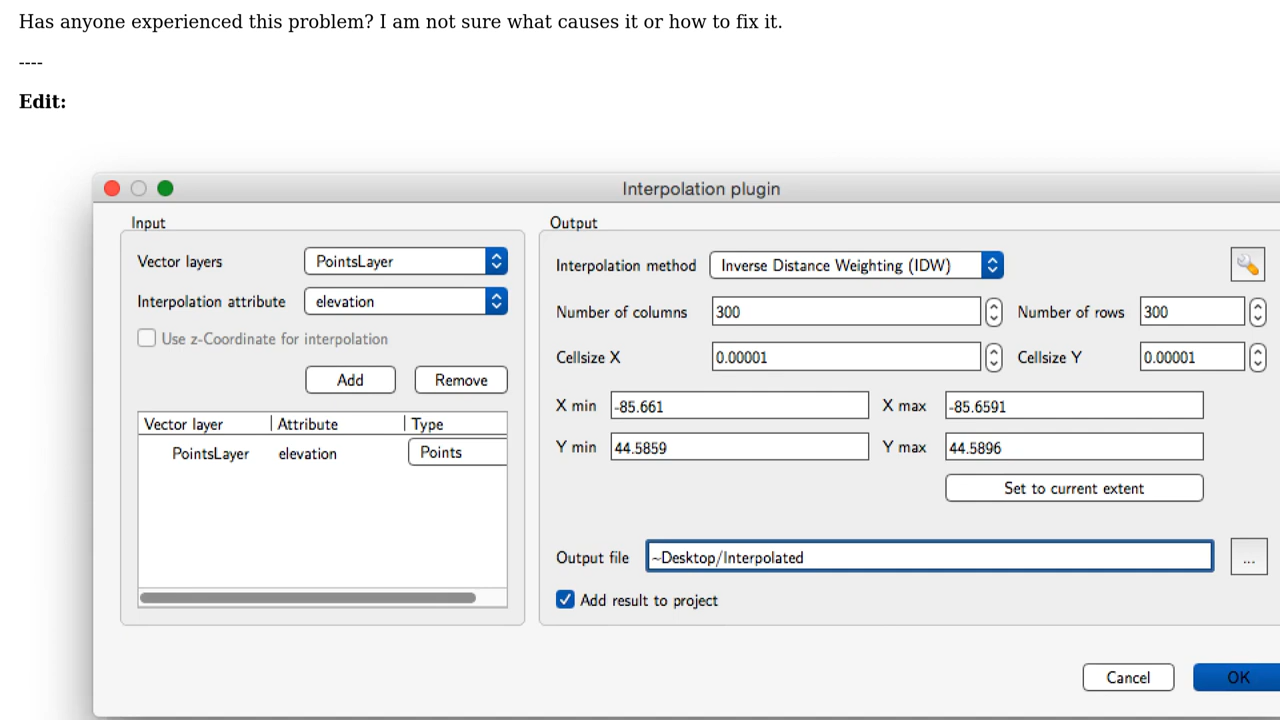 Has anyone experienced this problem? I am not sure what causes it or how to fix it.
----
Edit:
Interpolation plugin
Input
Output
Vector layers PointsLayer
Interpolation method Inverse Distance Weighting (IDW)
Interpolation attribute elevation
Number of columns 300 Number of rows 300
Use z-Coordinate for interpolation
Cellsize X 0.00001 Cellsize Y 0.00001
Add Remove
X min -85.661 X max -85.6591
Vector layer Attribute Type
Y min 44.5859 Y max 44.5896
PointsLayer elevation Points
Set to current extent
Output file ~Desktop/Interpolated ...
Add result to project
Cancel OK